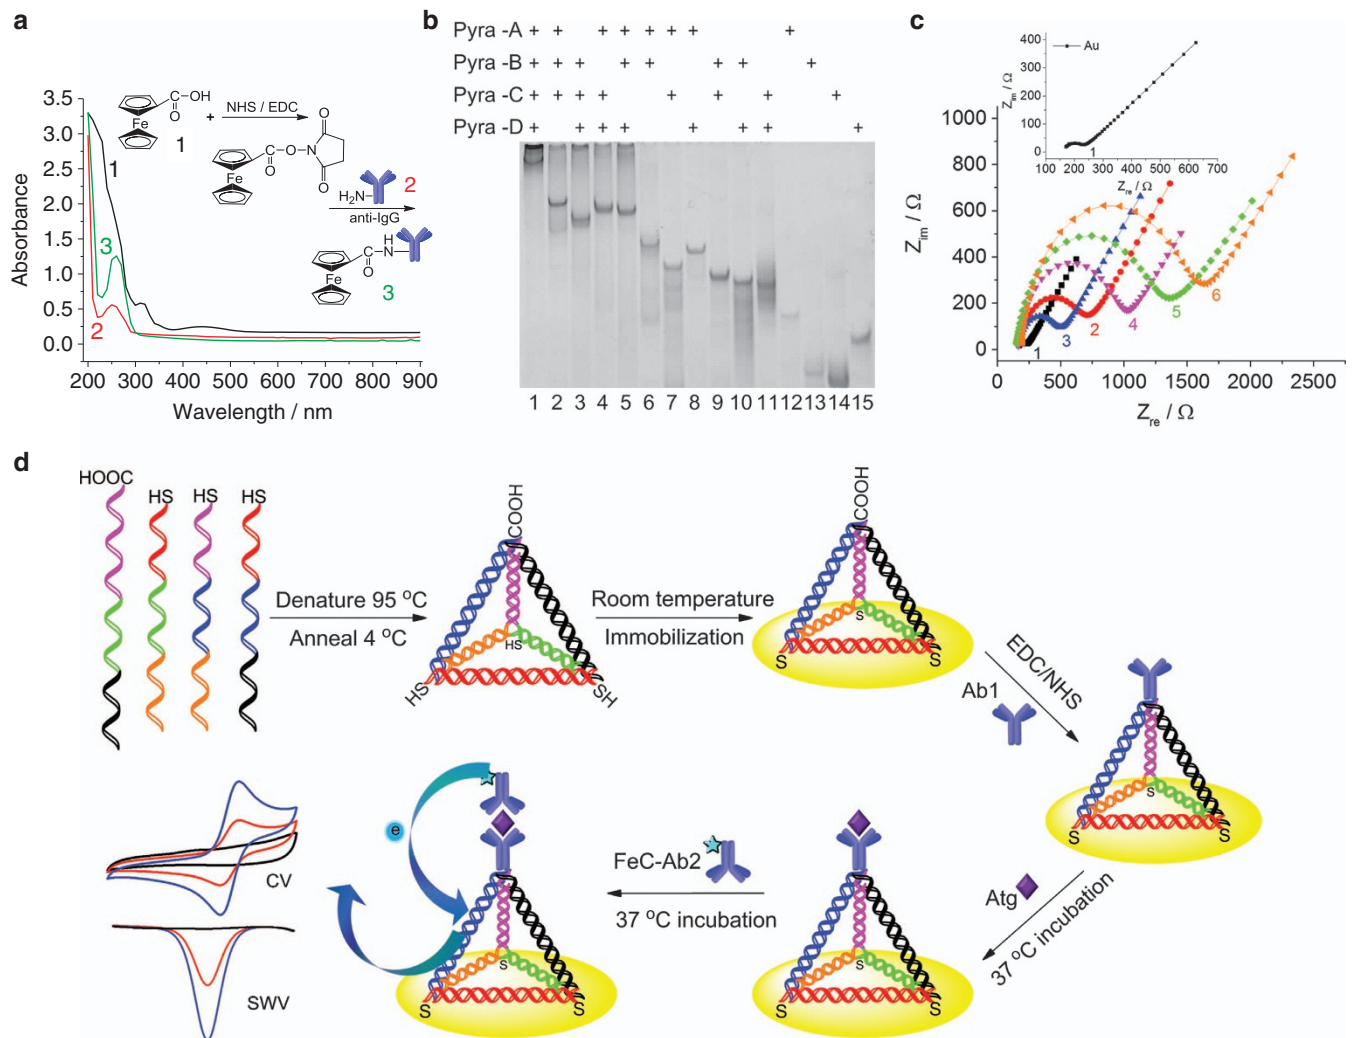 a
C-OH
O
Fe
1
+
NHS / EDC
C-O-N
O
O
O
Fe
H₂N
2
anti-IgG
C-N
H
O
Fe
3
1
3
2
3.5
3.0
2.5
2.0
1.5
1.0
0.5
0.0
Absorbance
200 300 400 500 600 700 800 900
Wavelength / nm
b
Pyra -A + + + + + + + +
Pyra -B + + + + + + + +
Pyra -C + + + + + + + +
Pyra -D + + + + + + + +
1 2 3 4 5 6 7 8 9 10 11 12 13 14 15
c
400
300
200
100
0
Zim / Ω
Au
1
100 200 300 400 500 600 700
Zre / Ω
1000
800
600
400
200
0
Zim / Ω
1 3 2 4 5 6
0 500 1000 1500 2000 2500
Zre / Ω
d
HOOC
HS HS HS
Denature 95 °C
Anneal 4 °C
COOH
HS
HS
SH
Room temperature
Immobilization
COOH
S
S
S
EDC/NHS
Ab1
S
S
S
Atg
37 °C incubation
S
S
S
FeC-Ab2
37 °C incubation
e
S
S
S
CV
SWV